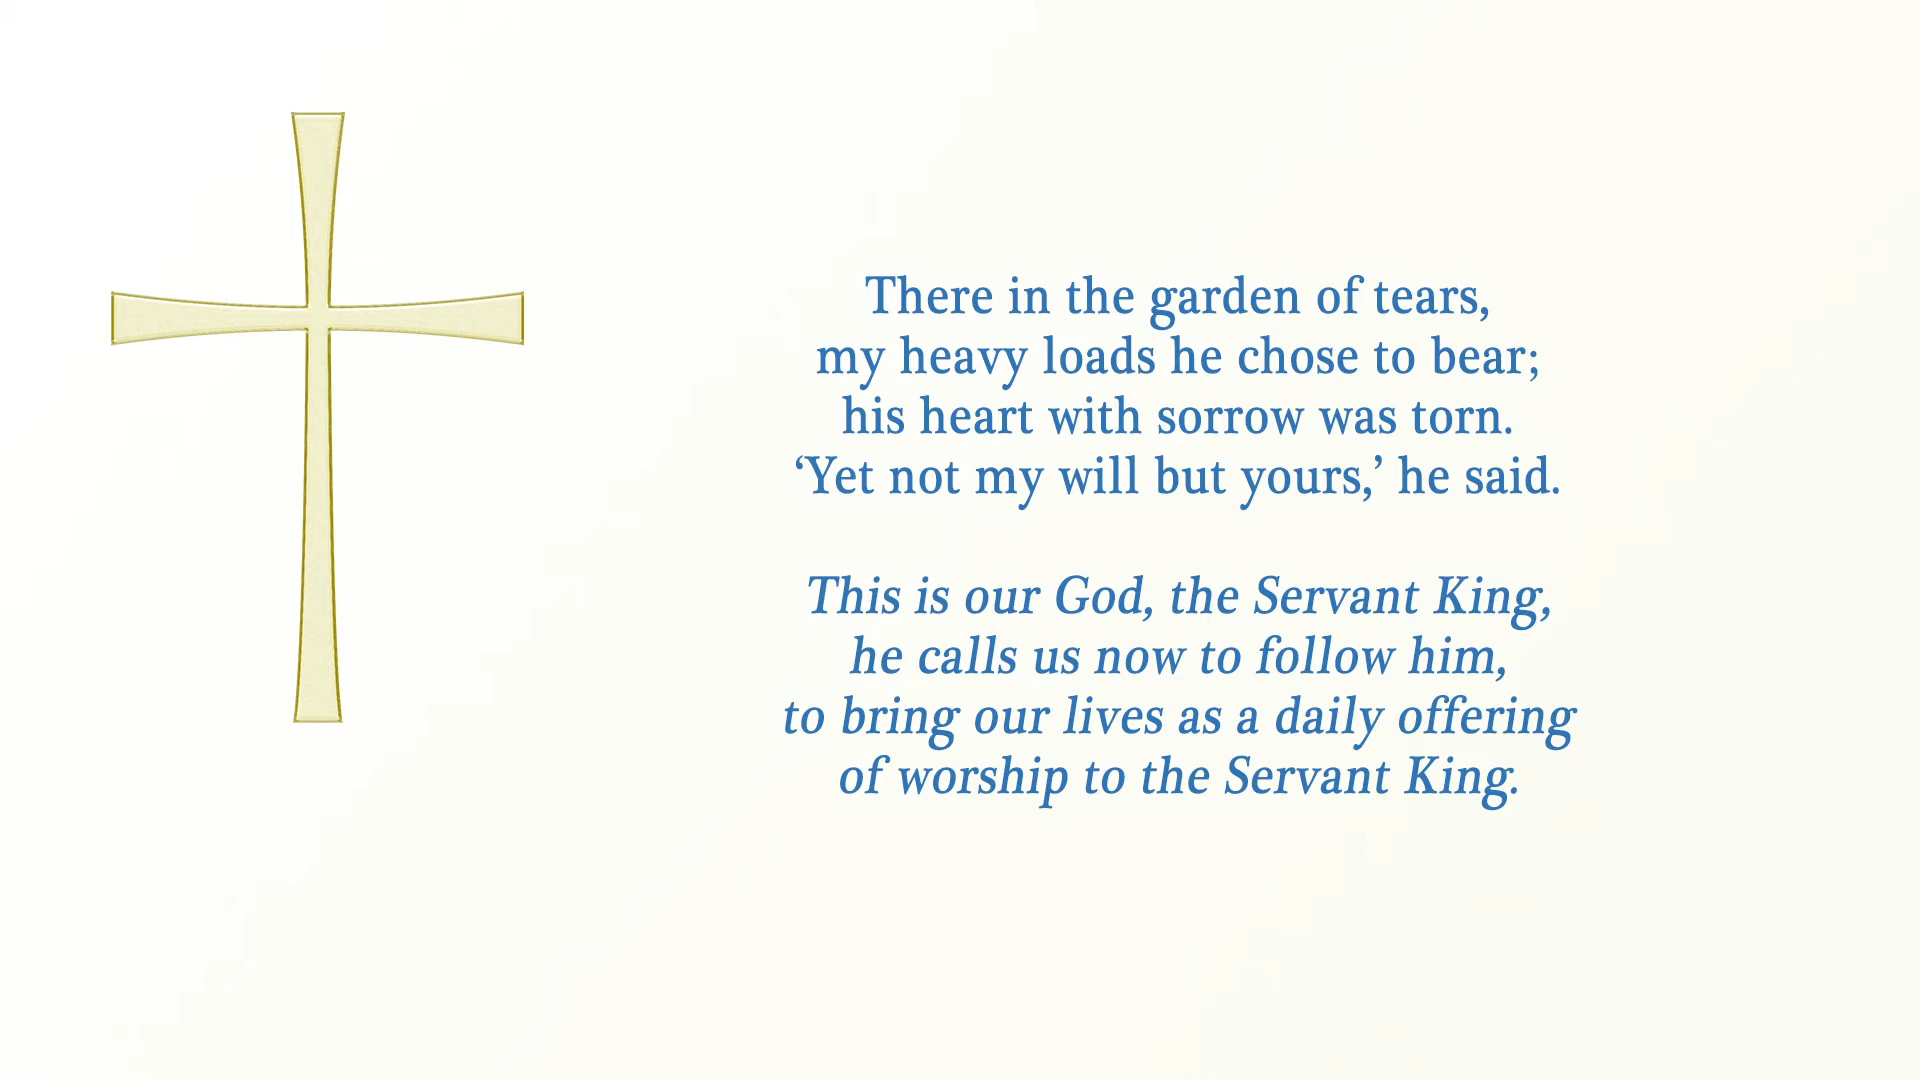 There in the garden of tears,
my heavy loads he chose to bear;
his heart with sorrow was torn.
‘Yet not my will but yours,’ he said.
This is our God, the Servant King,
he calls us now to follow him,
to bring our lives as a daily offering
of worship to the Servant King.